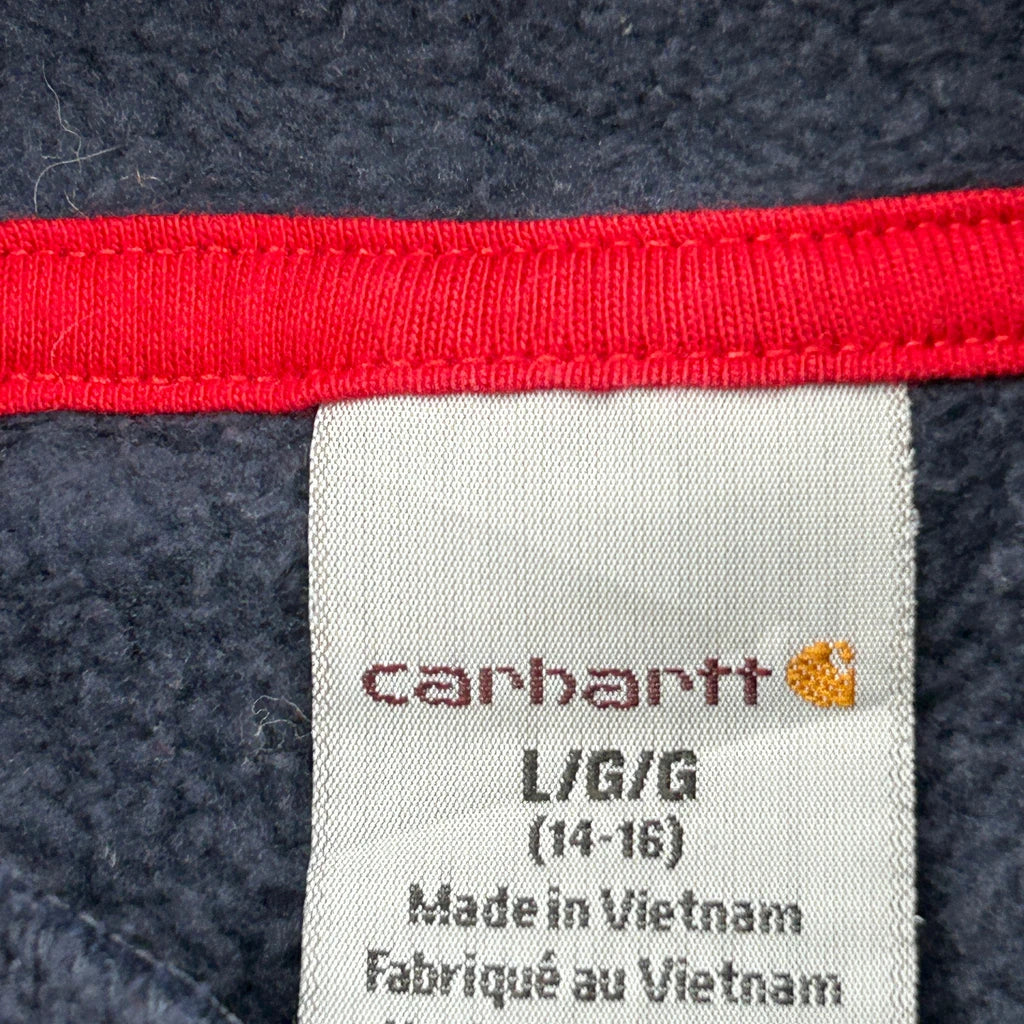 carhartt
L/G/G
(14-16)
Made in Vietnam
Fabriqué au Vietnam